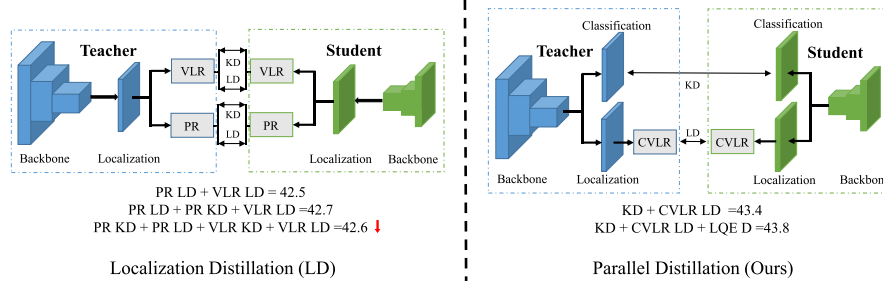 Teacher
Student
VLR
KD
LD
VLR
PR
KD
LD
PR
Backbone
Localization
Localization
Backbone
PR LD + VLR LD = 42.5
PR LD + PR KD + VLR LD =42.7
PR KD + PR LD + VLR KD + VLR LD =42.6
Localization Distillation (LD)
Classification
Classification
Teacher
Student
KD
CVLR
LD
CVLR
Backbone
Localization
Localization
Backbone
KD + CVLR LD =43.4
KD + CVLR LD + LQE D =43.8
Parallel Distillation (Ours)